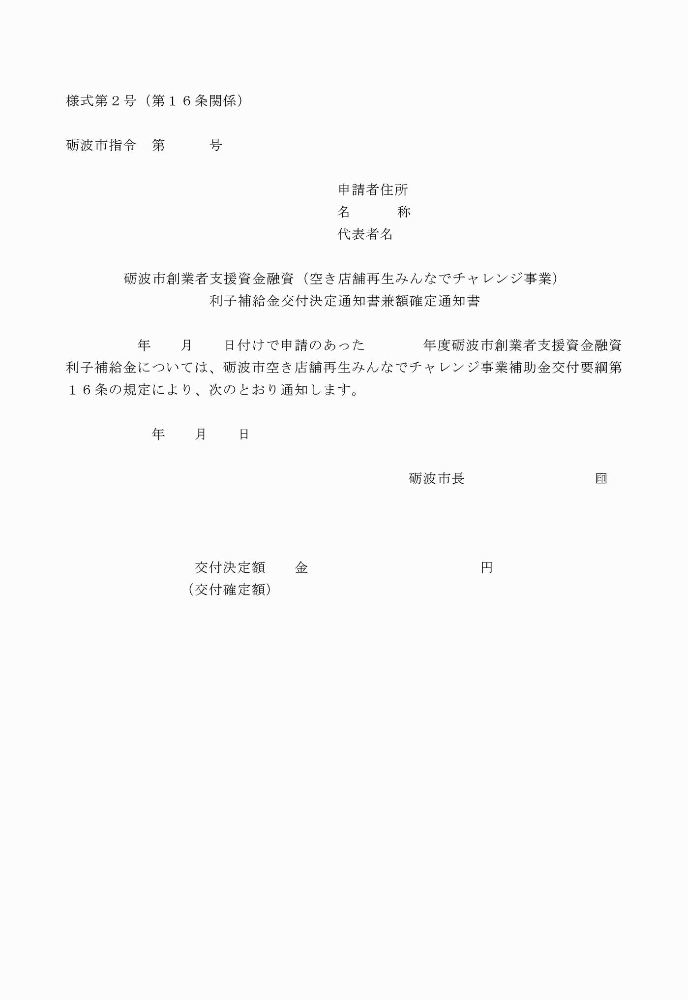 様式第２号（第１６条関係）
砺波市指令　第　　　号
申請者住所
名　　　称
代表者名
砺波市創業者支援資金融資（空き店舗再生みんなでチャレンジ事業）
利子補給金交付決定通知書兼額確定通知書
年　　月　　日付けで申請のあった　　　　年度砺波市創業者支援資金融資
利子補給金については、砺波市空き店舗再生みんなでチャレンジ事業補助金交付要綱第
１６条の規定により、次のとおり通知します。
年　　月　　日
砺波市長　　　　　　　　　印
交付決定額　　金　　　　　　　　　　　　円
（交付確定額）